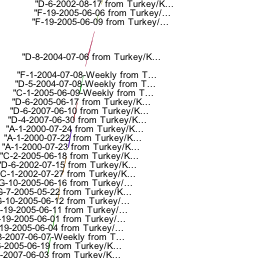 "D-6-2002-08-17 from Turkey/K...
"F-19-2005-06-06 from Turkey/...
"F-19-2005-06-09 from Turkey/...
"D-8-2004-07-06 from Turkey/K...
"F-1-2004-07-08-Weekly from T...
"D-5-2004-07-08-Weekly from T...
"C-1-2005-06-09-Weekly from T...
"D-6-2005-06-17 from Turkey/K...
"D-6-2007-06-10 from Turkey/K...
"D-4-2007-06-30 from Turkey/K...
"A-1-2000-07-24 from Turkey/K...
"A-1-2000-07-22 from Turkey/K...
"A-1-2000-07-23 from Turkey/K...
"C-2-2005-06-18 from Turkey/K...
"D-6-2002-07-15 from Turkey/K...
C-1-2002-07-27 from Turkey/K...
G-10-2005-06-16 from Turkey/...
G-7-2005-05-22 from Turkey/K...
-10-2005-06-12 from Turkey/...
-19-2005-06-11 from Turkey/...
-19-2005-06-01 from Turkey/...
19-2005-06-04 from Turkey/...
-2007-06-07-Weekly from T...
-2005-06-19 from Turkey/K...
-2007-06-03 from Turkey/K...